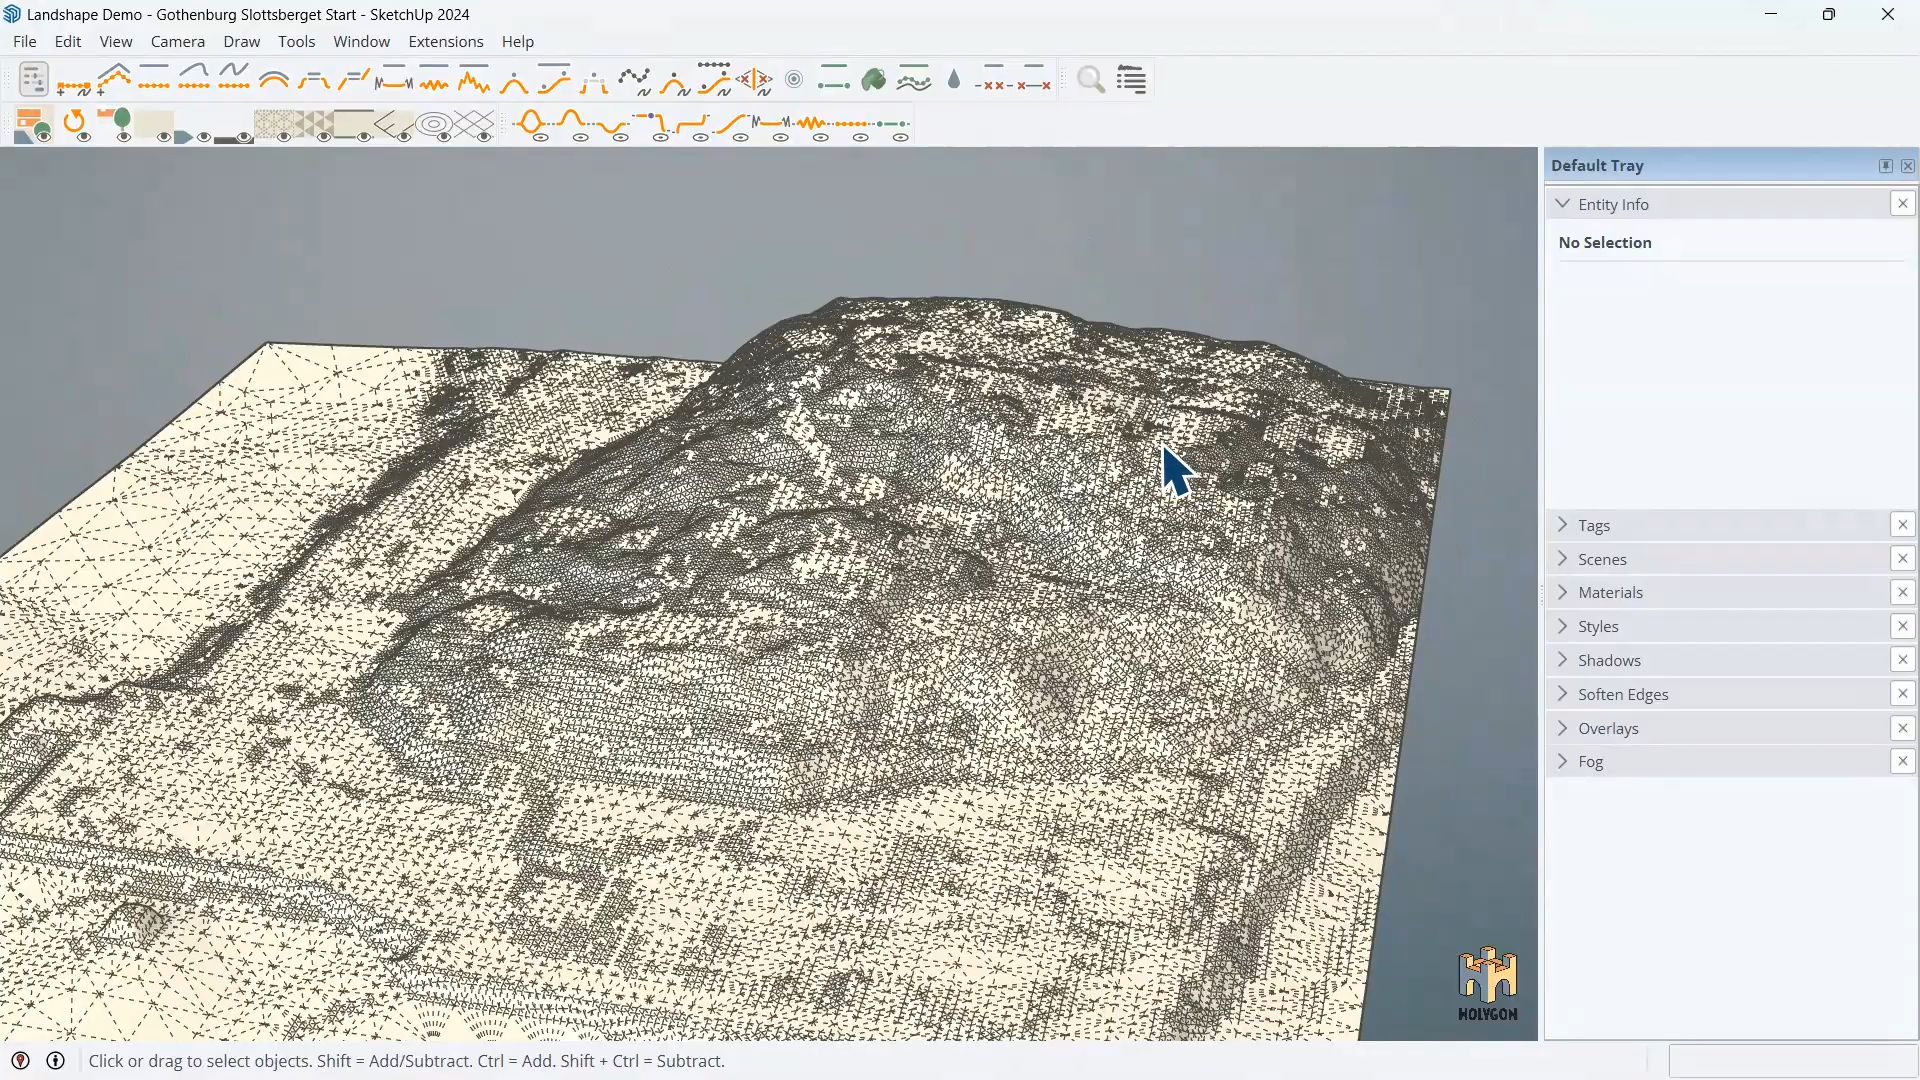 Landshape Demo - Gothenburg Slottsberget Start - SketchUp 2024
File Edit View Camera Draw Tools Window Extensions Help
Default Tray
Entity Info
No Selection
Tags
Scenes
Materials
Styles
Shadows
Soften Edges
Overlays
Fog
HOLYGON
Click or drag to select objects. Shift = Add/Subtract. Ctrl = Add. Shift + Ctrl = Subtract.